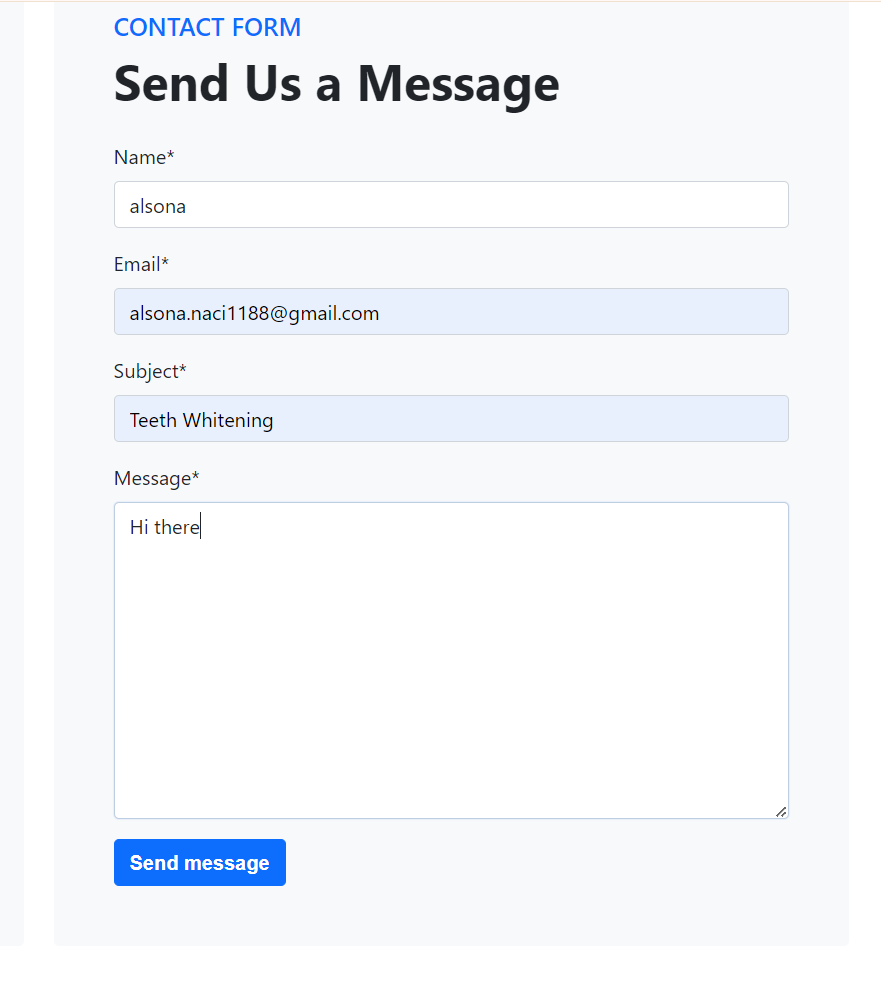 CONTACT FORM
Send Us a Message
Name*
alsona
Email*
alsona.naci1188@gmail.com
Subject*
Teeth Whitening
Message*
Hi there
Send message